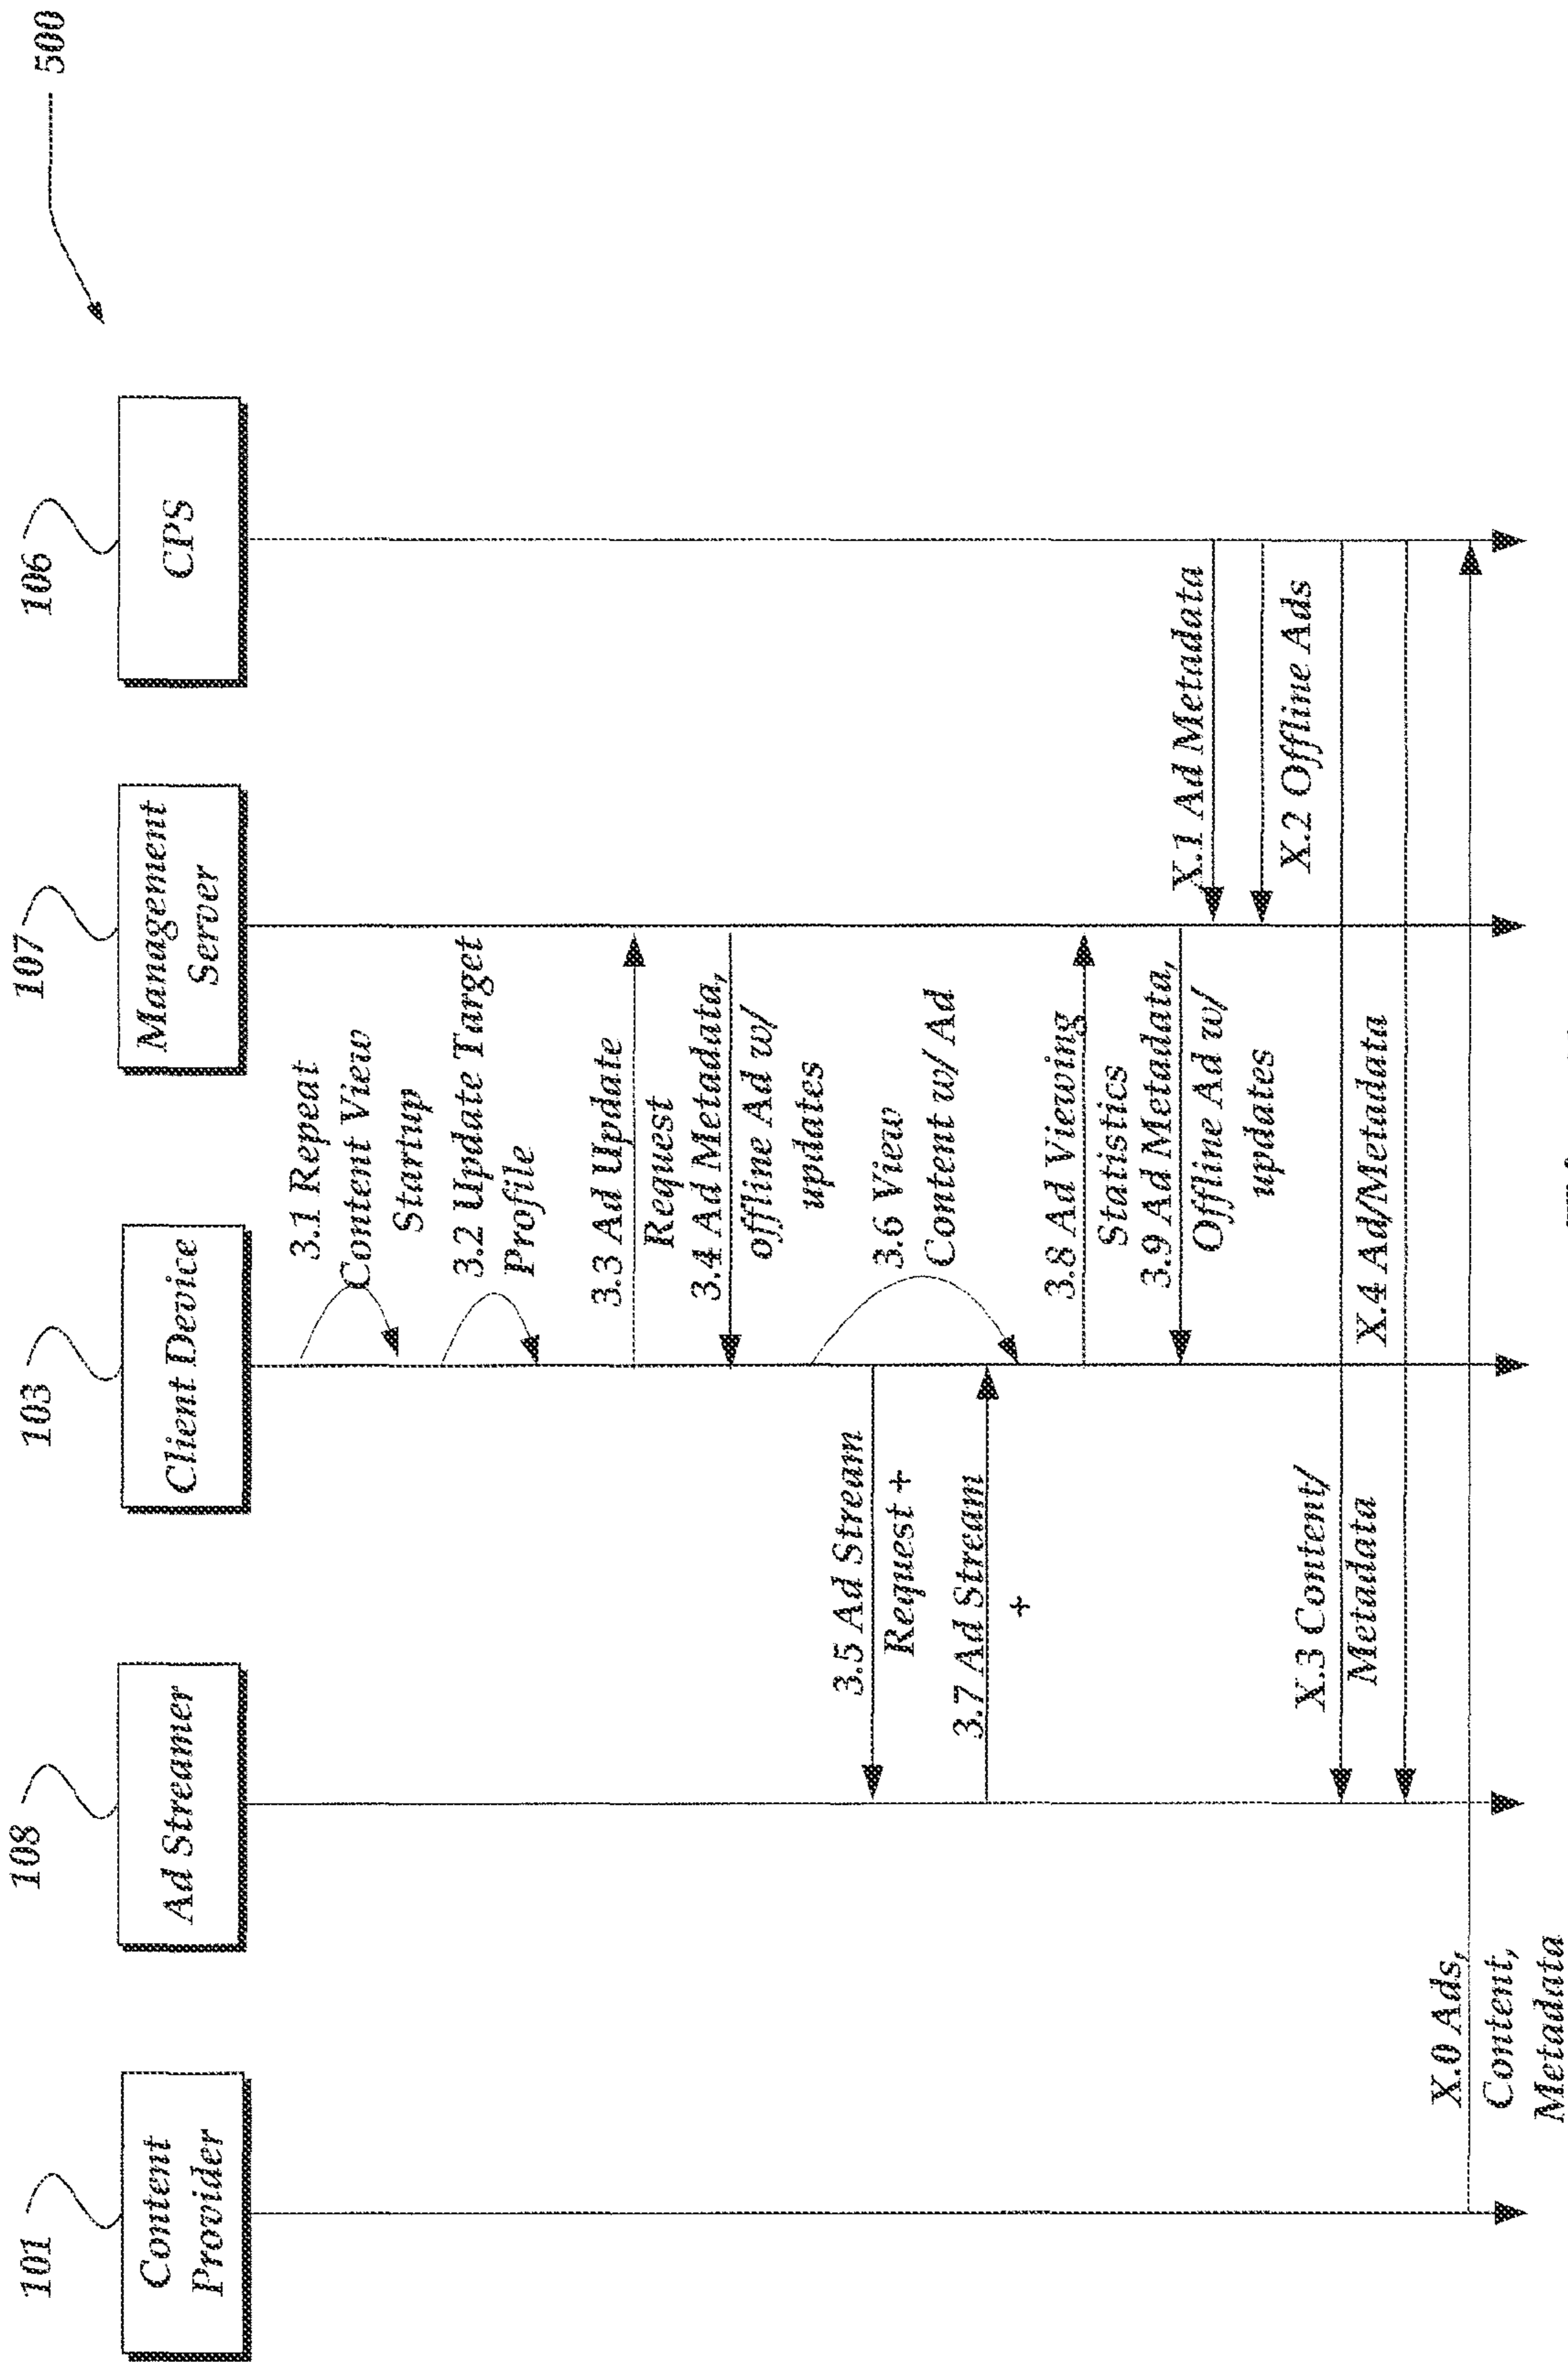 500
101
108
103
107
106
Content
Provider
Ad Streamer
Client Device
Management
Server
CPS
3.1 Repeat
Content View
Startup
3.2 Update Target
Profile
3.3 Ad Update
Request
3.4 Ad Metadata,
offline Ad w/
updates
3.5 Ad Stream
Request +
3.6 View
Content w/ Ad
3.7 Ad Stream
+
3.8 Ad Viewing
Statistics
3.9 Ad Metadata,
Offline Ad w/
updates
X.1 Ad Metadata
X.2 Offline Ads
X.3 Content/
Metadata
X.4 Ad/Metadata
X.0 Ads,
Content,
Metadata